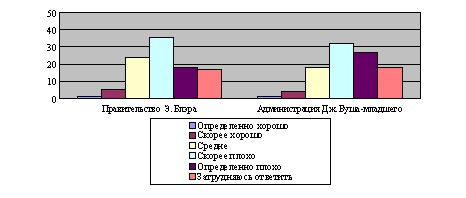 50
40
30
20
10
0
Правительство Э. Блэра
Администрация Дж. Буша-младшего
Определенно хорошо
Скорее хорошо
Средне
Скорее плохо
Определенно плохо
Затрудняюсь ответить